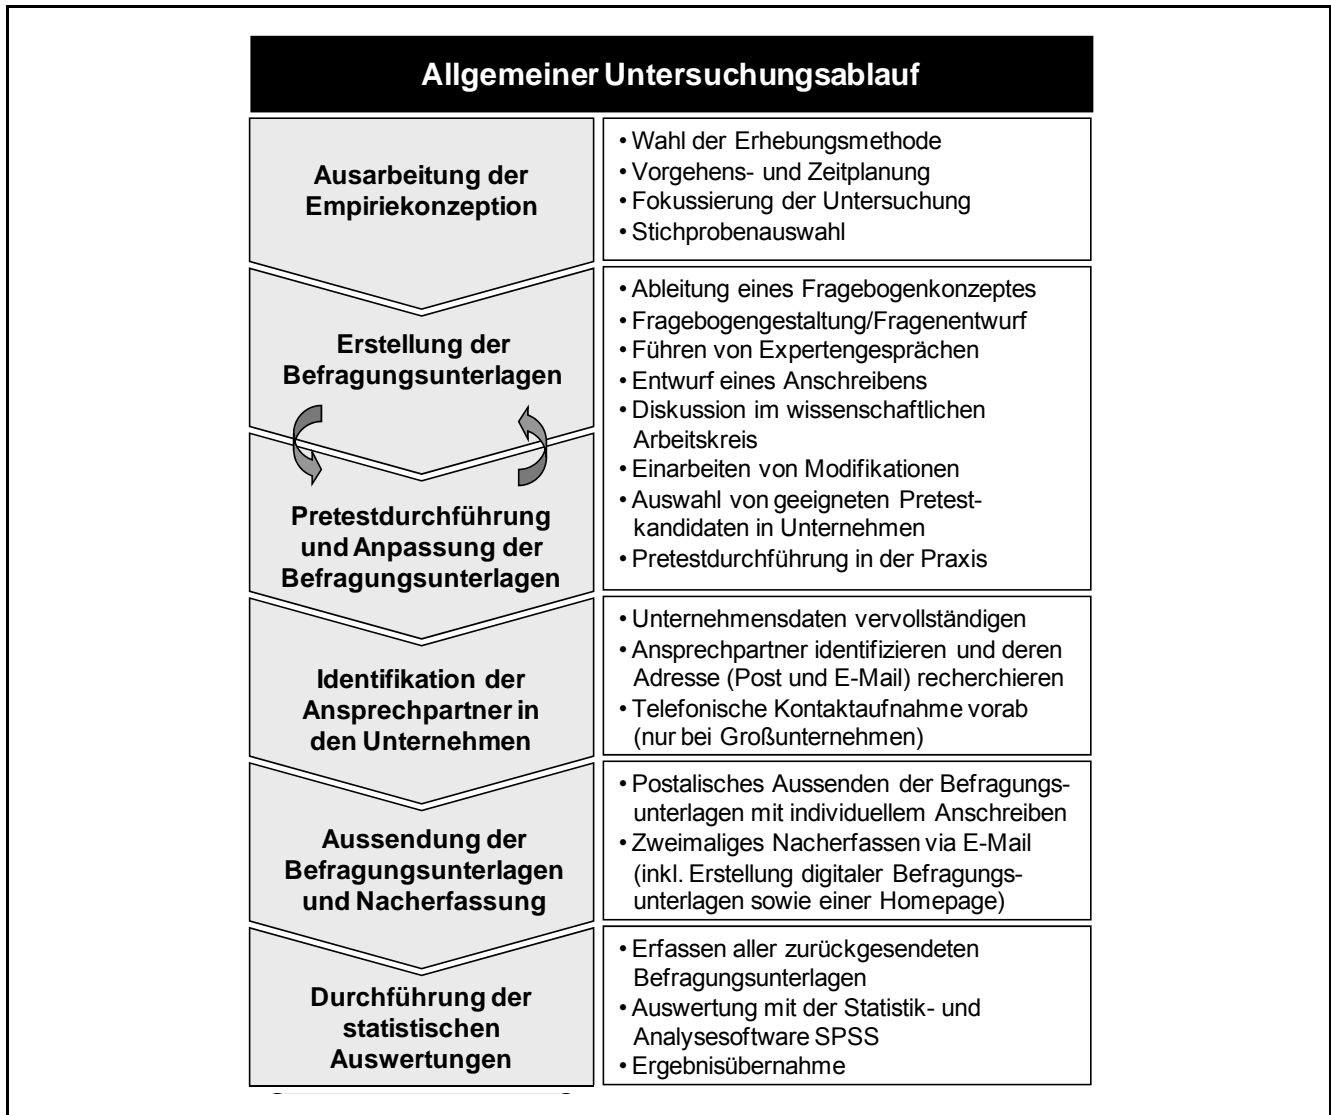 Allgemeiner Untersuchungsablauf
Ausarbeitung der
Empiriekonzeption
• Wahl der Erhebungsmethode
• Vorgehens- und Zeitplanung
• Fokussierung der Untersuchung
• Stichprobenauswahl
Erstellung der
Befragungsunterlagen
Pretestdurchführung
und Anpassung der
Befragungsunterlagen
• Ableitung eines Fragebogenkonzeptes
• Fragebogengestaltung/Fragenentwurf
• Führen von Expertengesprächen
• Entwurf eines Anschreibens
• Diskussion im wissenschaftlichen
Arbeitskreis
• Einarbeiten von Modifikationen
• Auswahl von geeigneten Pretest-
kandidaten in Unternehmen
• Pretestdurchführung in der Praxis
Identifikation der
Ansprechpartner in
den Unternehmen
• Unternehmensdaten vervollständigen
• Ansprechpartner identifizieren und deren
Adresse (Post und E-Mail) recherchieren
• Telefonische Kontaktaufnahme vorab
(nur bei Großunternehmen)
Aussendung der
Befragungsunterlagen
und Nacherfassung
• Postalisches Aussenden der Befragungs-
unterlagen mit individuellem Anschreiben
• Zweimaliges Nacherfassen via E-Mail
(inkl. Erstellung digitaler Befragungs-
unterlagen sowie einer Homepage)
Durchführung der
statistischen
Auswertungen
• Erfassen aller zurückgesendeten
Befragungsunterlagen
• Auswertung mit der Statistik- und
Analysesoftware SPSS
• Ergebnisübernahme